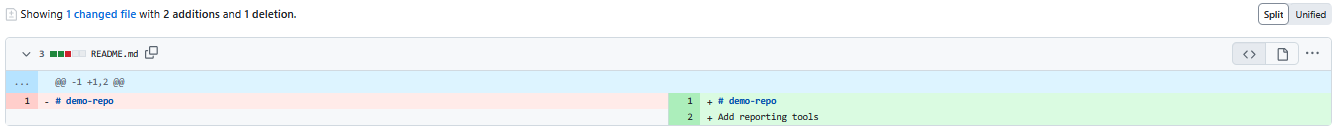 Showing 1 changed file with 2 additions and 1 deletion.
Split Unified
3 README.md
... @@ -1 +1,2 @@
1 - # demo-repo
1 + # demo-repo
2 + Add reporting tools